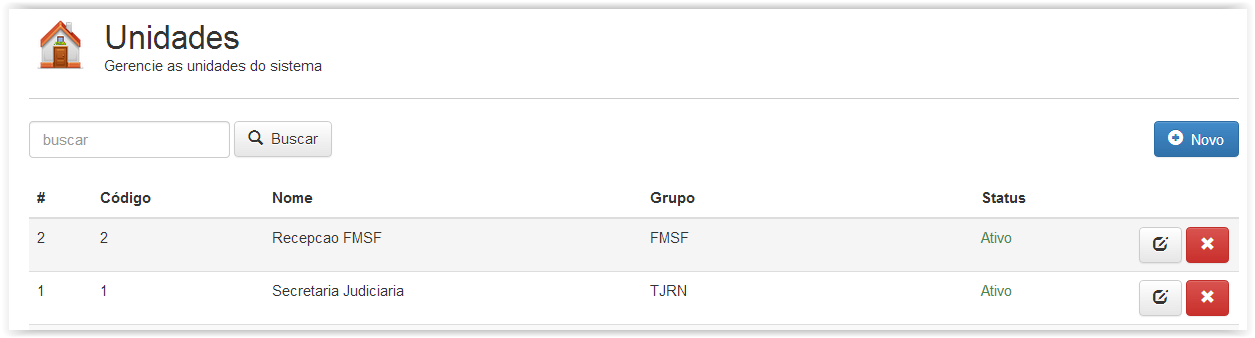 Unidades
Gerencie as unidades do sistema
buscar Buscar Novo
# Código Nome Grupo Status
2 2 Recepcao FMSF FMSF Ativo
1 1 Secretaria Judiciaria TJRN Ativo